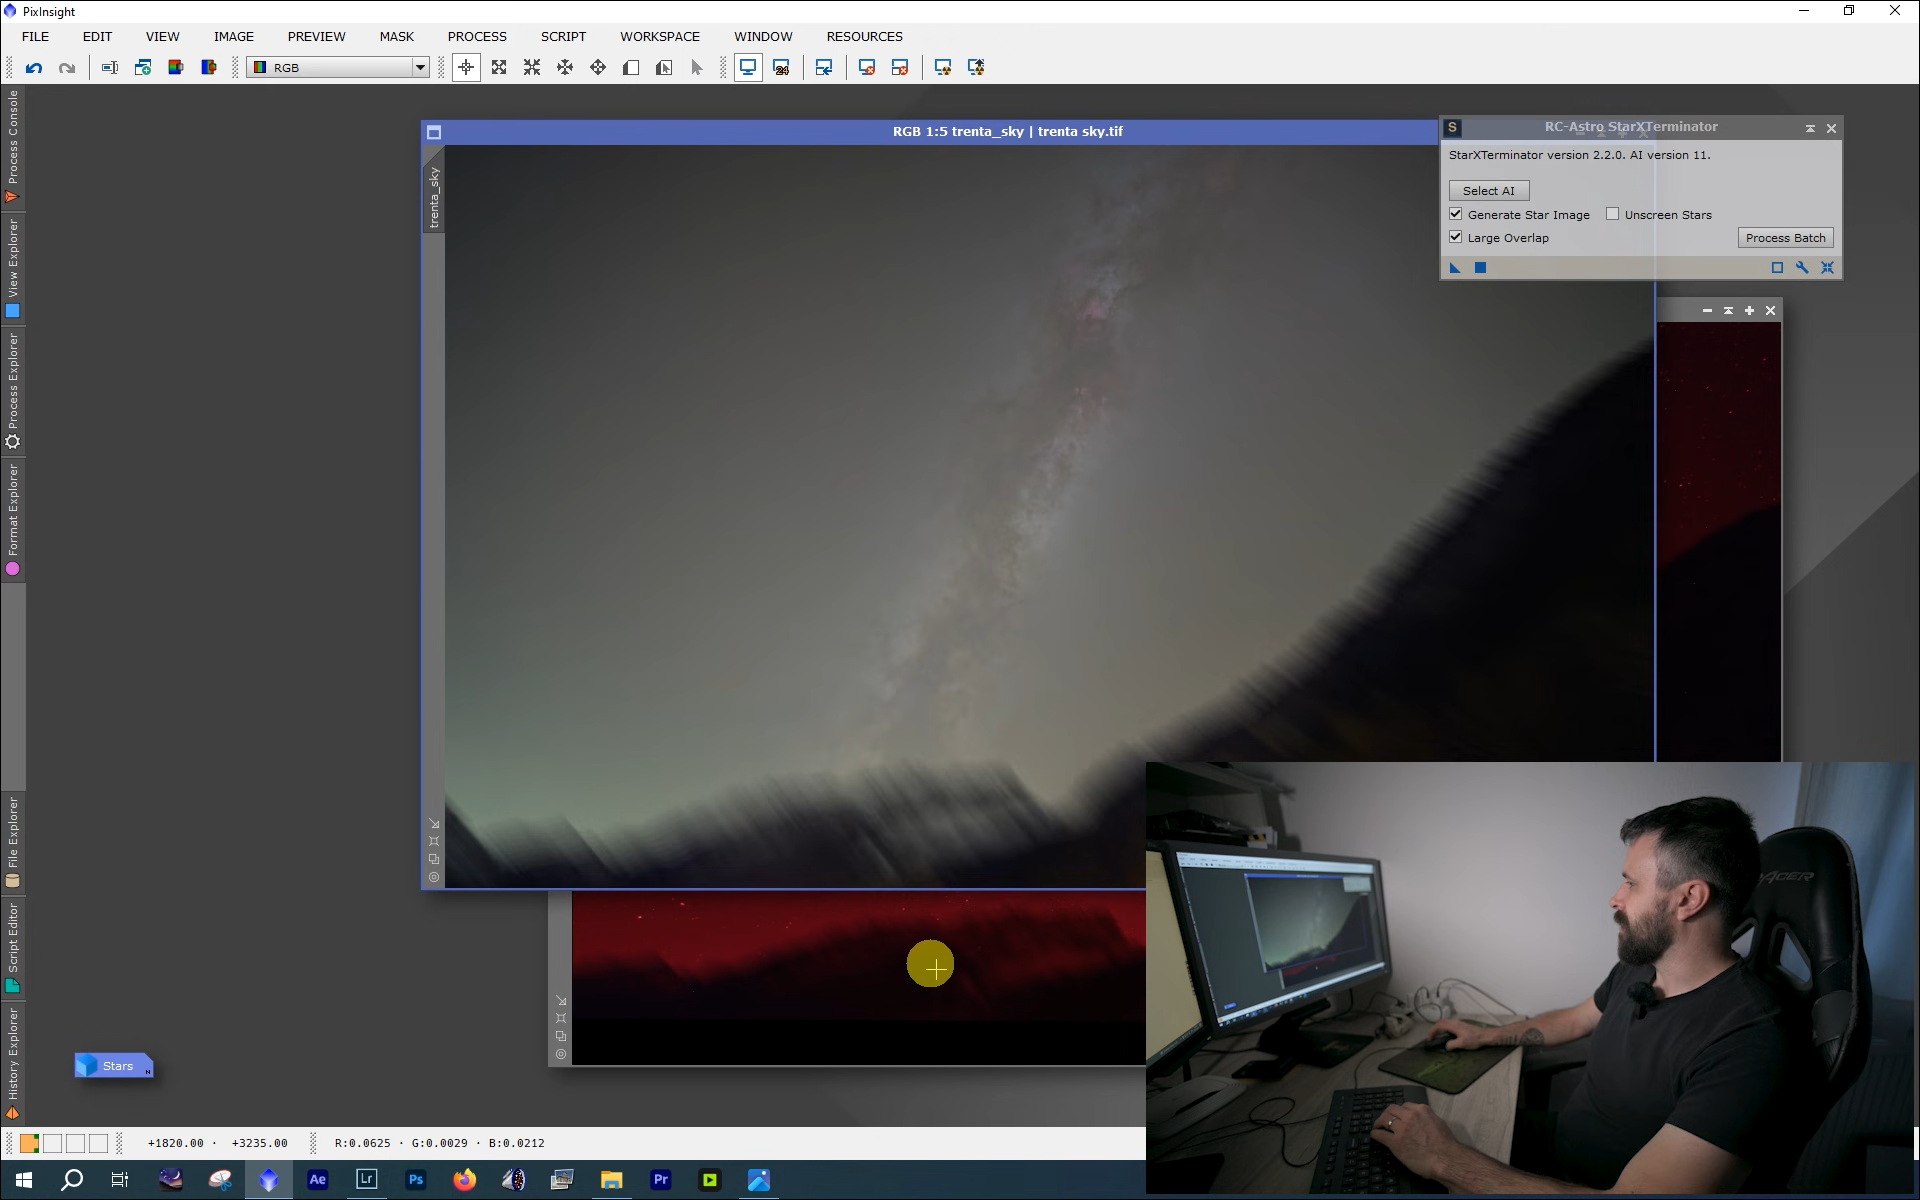 PixInsight
FILE EDIT VIEW IMAGE PREVIEW MASK PROCESS SCRIPT WORKSPACE WINDOW RESOURCES
RGB
24
Process Console
View Explorer
Process Explorer
Format Explorer
File Explorer
Script Editor
History Explorer
RGB 1:5 trenta_sky | trenta sky.tif
trenta_sky
S RC-Astro StarXTerminator
StarXTerminator version 2.2.0. AI version 11.
Select AI
Generate Star Image Unscreen Stars
Large Overlap Process Batch
Stars
N
+1820.00 · +3235.00 R:0.0625 · G:0.0029 · B:0.0212
Ae Lr Ps Pr